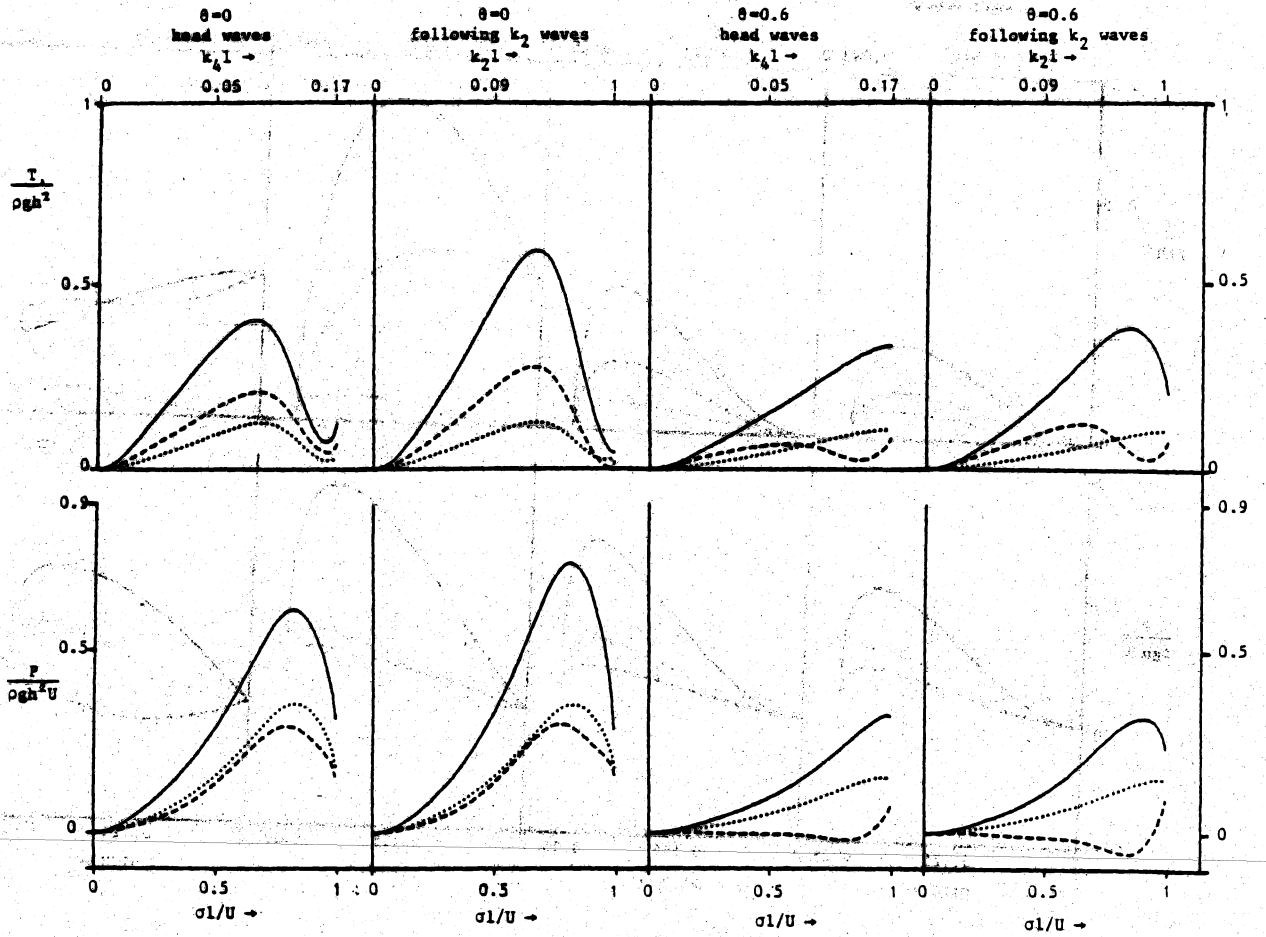 θ=0 θ=0 θ=0.6 θ=0.6
head waves following k₂ waves head waves following k₂ waves
k₄l → k₂l → k₄l → k₂l →
0 0.05 0.17 0 0.09 1 0 0.05 0.17 0 0.09 1
1 1
T
ρgh²
0.5 0.5
0 0
0.9 0.9
0.5 0.5
P
ρgh²U
0 0
0 0.5 1 0 0.5 1 0 0.5 1 0.5 1
σl/U → σl/U → σl/U → σl/U →